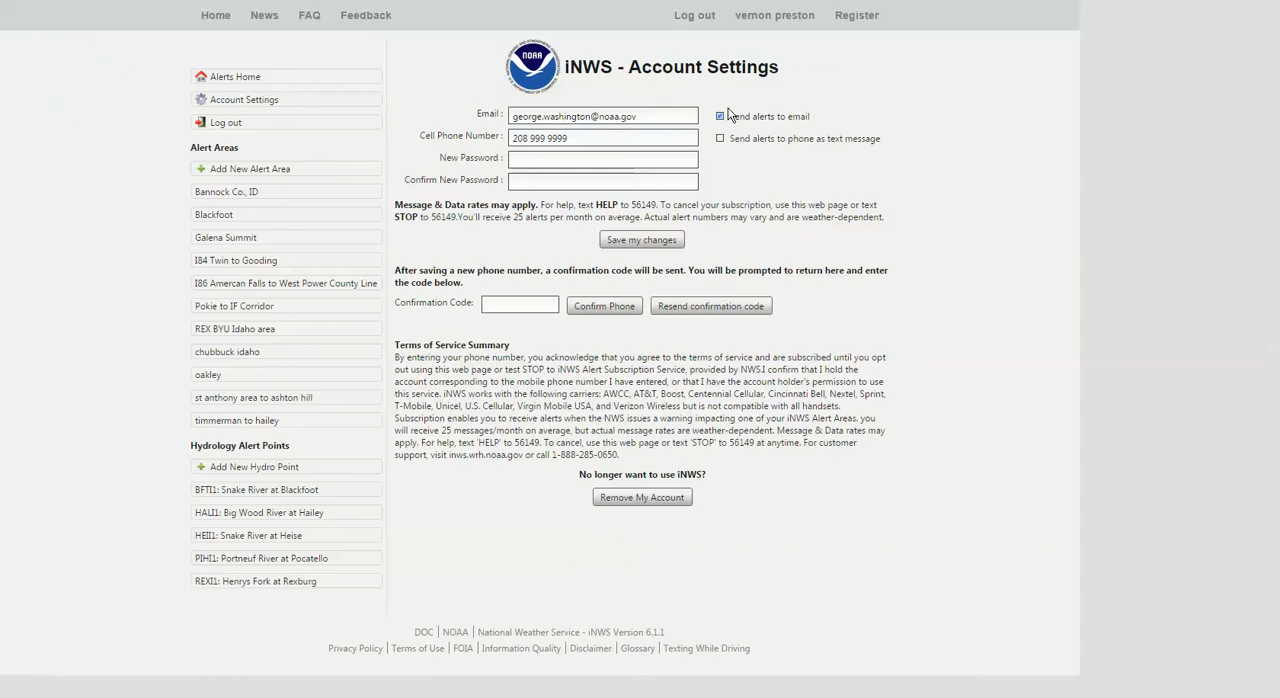 Home News FAQ Feedback Log out vernon preston Register
NOAA
iNWS - Account Settings
Alerts Home
Account Settings
Log out
Alert Areas
Add New Alert Area
Bannock Co., ID
Blackfoot
Galena Summit
I84 Twin to Gooding
I86 Amercan Falls to West Power County Line
Pokie to IF Corridor
REX BYU Idaho area
chubbuck idaho
oakley
st anthony area to ashton hill
timmerman to hailey
Hydrology Alert Points
Add New Hydro Point
BFTI1: Snake River at Blackfoot
HALI1: Big Wood River at Hailey
HEII1: Snake River at Heise
PIHI1: Portneuf River at Pocatello
REXI1: Henrys Fork at Rexburg
Email : george.washington@noaa.gov alerts to email
Cell Phone Number : 208 999 9999 Send alerts to phone as text message
New Password :
Confirm New Password :
Message & Data rates may apply. For help, text HELP to 56149. To cancel your subscription, use this web page or text
STOP to 56149.You'll receive 25 alerts per month on average. Actual alert numbers may vary and are weather-dependent.
Save my changes
After saving a new phone number, a confirmation code will be sent. You will be prompted to return here and enter
the code below.
Confirmation Code: Confirm Phone Resend confirmation code
Terms of Service Summary
By entering your phone number, you acknowledge that you agree to the terms of service and are subscribed until you opt
out using this web page or test STOP to iNWS Alert Subscription Service, provided by NWS.I confirm that I hold the
account corresponding to the mobile phone number I have entered, or that I have the account holder's permission to use
this service. iNWS works with the following carriers: AWCC, AT&T, Boost, Centennial Cellular, Cincinnati Bell, Nextel, Sprint,
T-Mobile, Unicel, U.S. Cellular, Virgin Mobile USA, and Verizon Wireless but is not compatible with all handsets.
Subscription enables you to receive alerts when the NWS issues a warning impacting one of your iNWS Alert Areas. you
will receive 25 messages/month on average, but actual message rates are weather-dependent. Message & Data rates may
apply. For help, text 'HELP' to 56149. To cancel, use this web page or text 'STOP' to 56149 at anytime. For customer
support, visit inws.wrh.noaa.gov or call 1-888-285-0650.
No longer want to use iNWS?
Remove My Account
DOC | NOAA | National Weather Service - iNWS Version 6.1.1
Privacy Policy | Terms of Use | FOIA | Information Quality | Disclaimer | Glossary | Texting While Driving